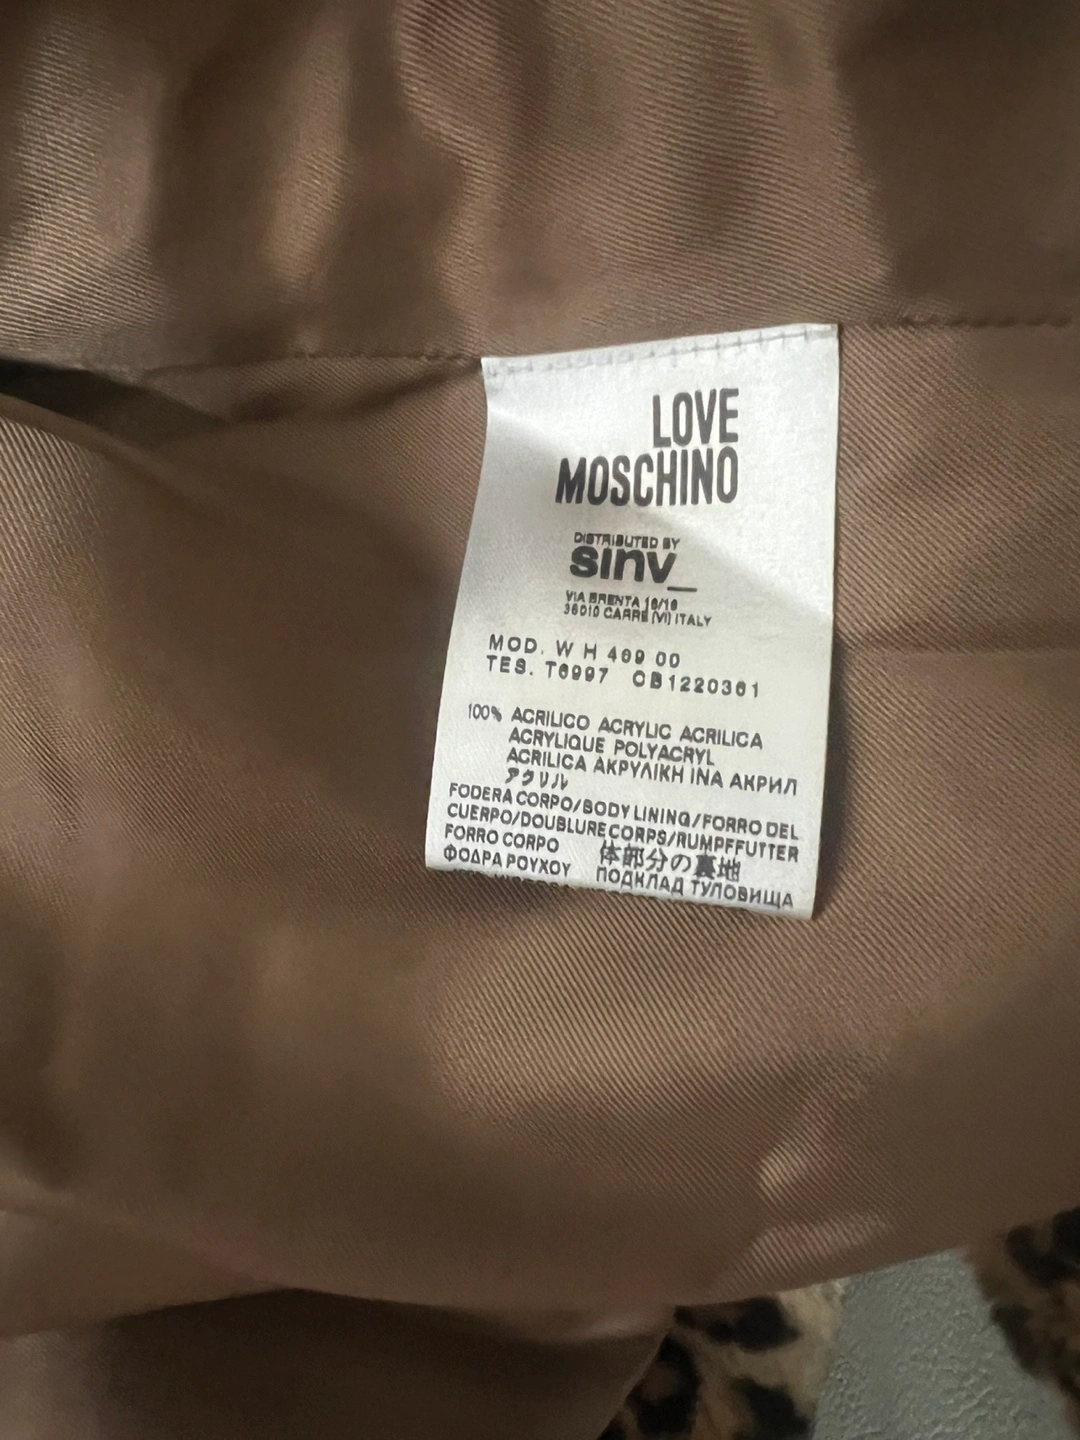 LOVE
MOSCHINO
DISTRIBUTED BY
sinv_
VIA BRENTA 16/18
36010 CARRÈ (VI) ITALY
MOD. W H 469 00
TES. T6997 CB1220361
100% ACRILICO ACRYLIC ACRILICA
ACRYLIQUE POLYACRYL
ACRILICA ΑΚΡΥΛΙΚΗ ΙΝΑ АКРИЛ
アクリル
FODERA CORPO/BODY LINING/FORRO DEL
CUERPO/DOUBLURE CORPS/RUMPFFUTTER
FORRO CORPO 体部分の裏地
ΦΟΔΡΑ ΡΟΥΧΟΥ ПОДКЛАД ТУЛОВИЩА